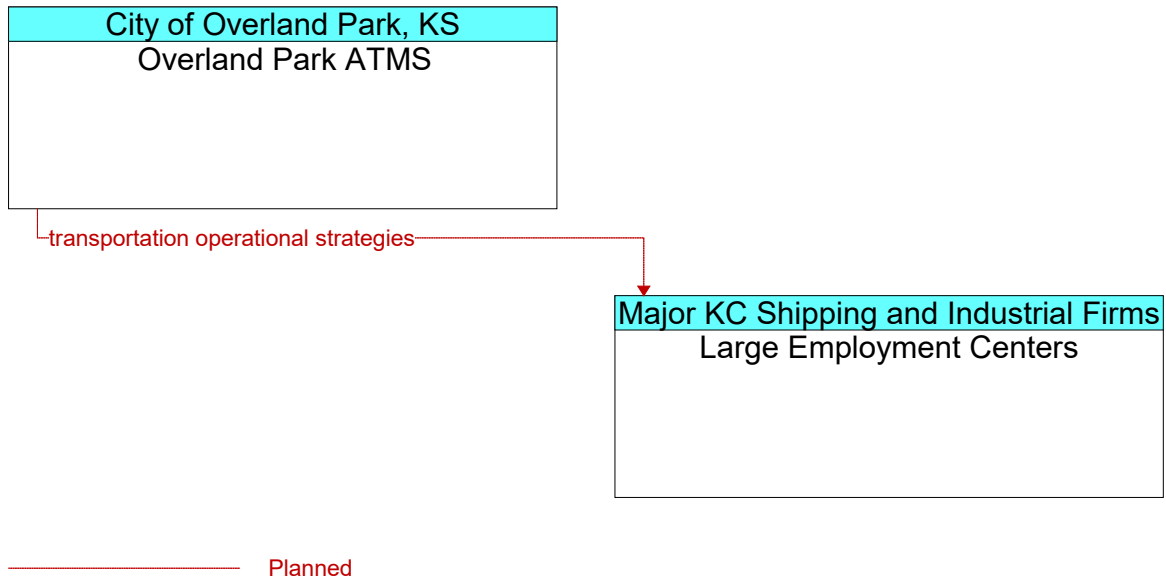 City of Overland Park, KS
Overland Park ATMS
transportation operational strategies
Major KC Shipping and Industrial Firms
Large Employment Centers
Planned